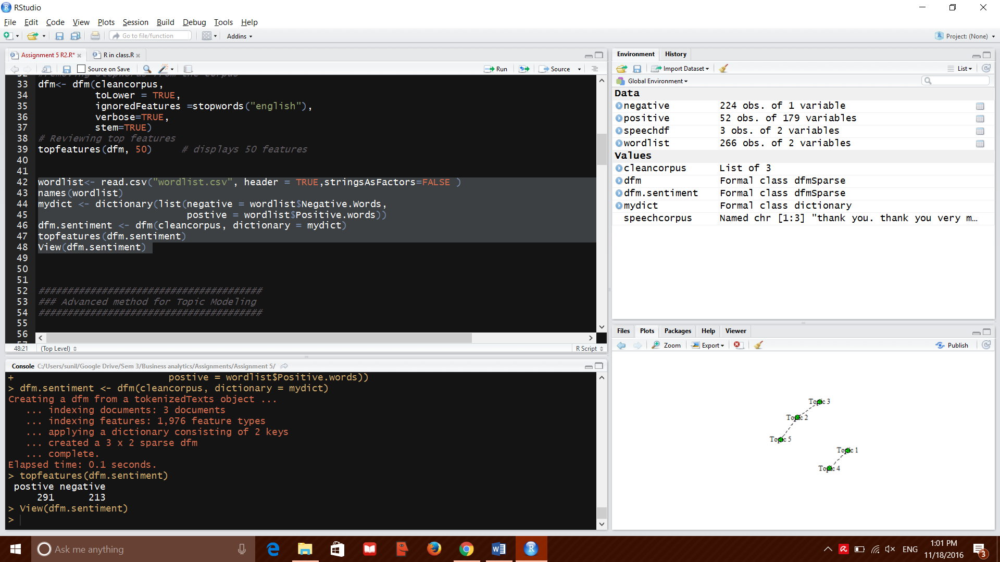 RStudio
File Edit Code View Plots Session Build Debug Tools Help
Go to file/function Addins Project: (None)
Assignment 5 R2.R* R in class.R
Source on Save Run Source
33 dfm<- dfm(cleancorpus,
34 toLower = TRUE,
35 ignoredFeatures =stopwords("english"),
36 verbose=TRUE,
37 stem=TRUE)
38 # Reviewing top features
39 topfeatures(dfm, 50) # displays 50 features
40
41
42 wordlist<- read.csv("wordlist.csv", header = TRUE,stringsAsFactors=FALSE )
43 names(wordlist)
44 mydict <- dictionary(list(negative = wordlist$Negative.Words,
45 postive = wordlist$Positive.words))
46 dfm.sentiment <- dfm(cleancorpus, dictionary = mydict)
47 topfeatures(dfm.sentiment)
48 View(dfm.sentiment)
49
50
51
52 #######################################
53 ### Advanced method for Topic Modeling
54 #######################################
55
56
48:21 (Top Level) R Script
Console C:/Users/sunil/Google Drive/Sem 3/Business analytics/Assignments/Assignment 5/
+ postive = wordlist$Positive.words))
> dfm.sentiment <- dfm(cleancorpus, dictionary = mydict)
Creating a dfm from a tokenizedTexts object ...
... indexing documents: 3 documents
... indexing features: 1,976 feature types
... applying a dictionary consisting of 2 keys
... created a 3 x 2 sparse dfm
... complete.
Elapsed time: 0.1 seconds.
> topfeatures(dfm.sentiment)
postive negative
291 213
> View(dfm.sentiment)
>
Environment History
Import Dataset List
Global Environment
Data
negative 224 obs. of 1 variable
positive 52 obs. of 179 variables
speechdf 3 obs. of 2 variables
wordlist 266 obs. of 2 variables
Values
cleancorpus List of 3
dfm Formal class dfmSparse
dfm.sentiment Formal class dfmSparse
mydict Formal class dictionary
speechcorpus Named chr [1:3] "thank you. thank you very m…
Files Plots Packages Help Viewer
Zoom Export Publish
Topic 3
Topic 2
Topic 5
Topic 1
Topic 4
Ask me anything
ENG
1:01 PM
11/18/2016
3